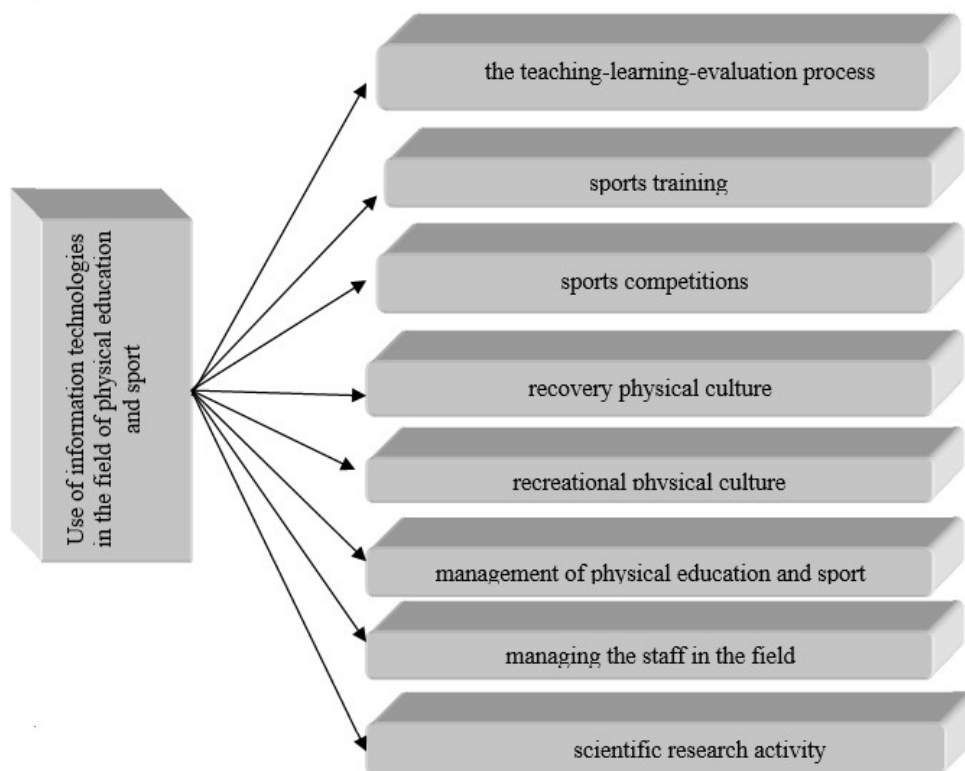 Use of information technologies
in the field of physical education
and sport
the teaching-learning-evaluation process
sports training
sports competitions
recovery physical culture
recreational physical culture
management of physical education and sport
managing the staff in the field
scientific research activity